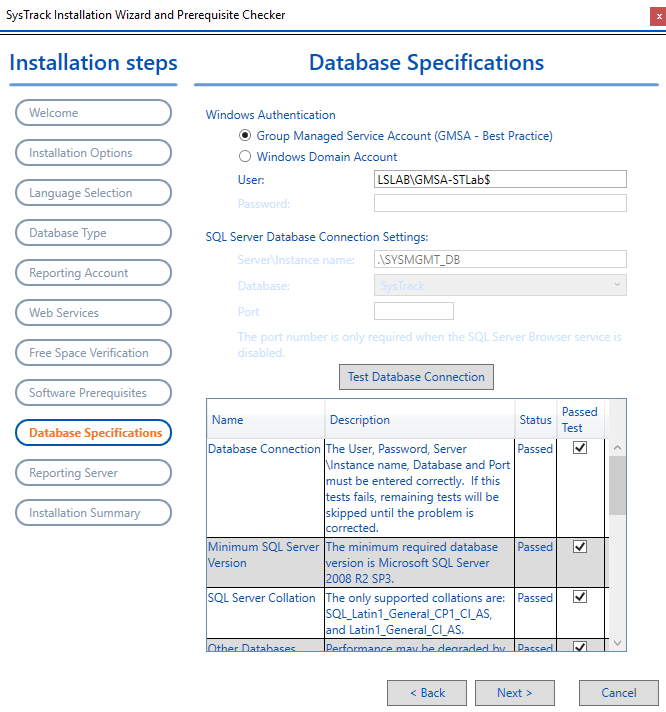 SysTrack Installation Wizard and Prerequisite Checker
x
Installation steps
Welcome
Installation Options
Language Selection
Database Type
Reporting Account
Web Services
Free Space Verification
Software Prerequisites
Database Specifications
Reporting Server
Installation Summary
Database Specifications
Windows Authentication
Group Managed Service Account (GMSA - Best Practice)
Windows Domain Account
User: LSLAB\GMSA-STLab$
Password:
SQL Server Database Connection Settings:
Server\Instance name: .\SYSMGMT_DB
Database: SysTrack
Port
The port number is only required when the SQL Server Browser service is
disabled.
Test Database Connection
Name Description Status Passed
Test
Database Connection The User, Password, Server Passed
\Instance name, Database and Port
must be entered correctly. If this
tests fails, remaining tests will be
skipped until the problem is
corrected.
Minimum SQL Server The minimum required database Passed
Version version is Microsoft SQL Server
2008 R2 SP3.
SQL Server Collation The only supported collations are: Passed
SQL_Latin1_General_CP1_CI_AS,
and Latin1_General_CI_AS.
Other Databases Performance may be degraded by Passed
< Back Next > Cancel